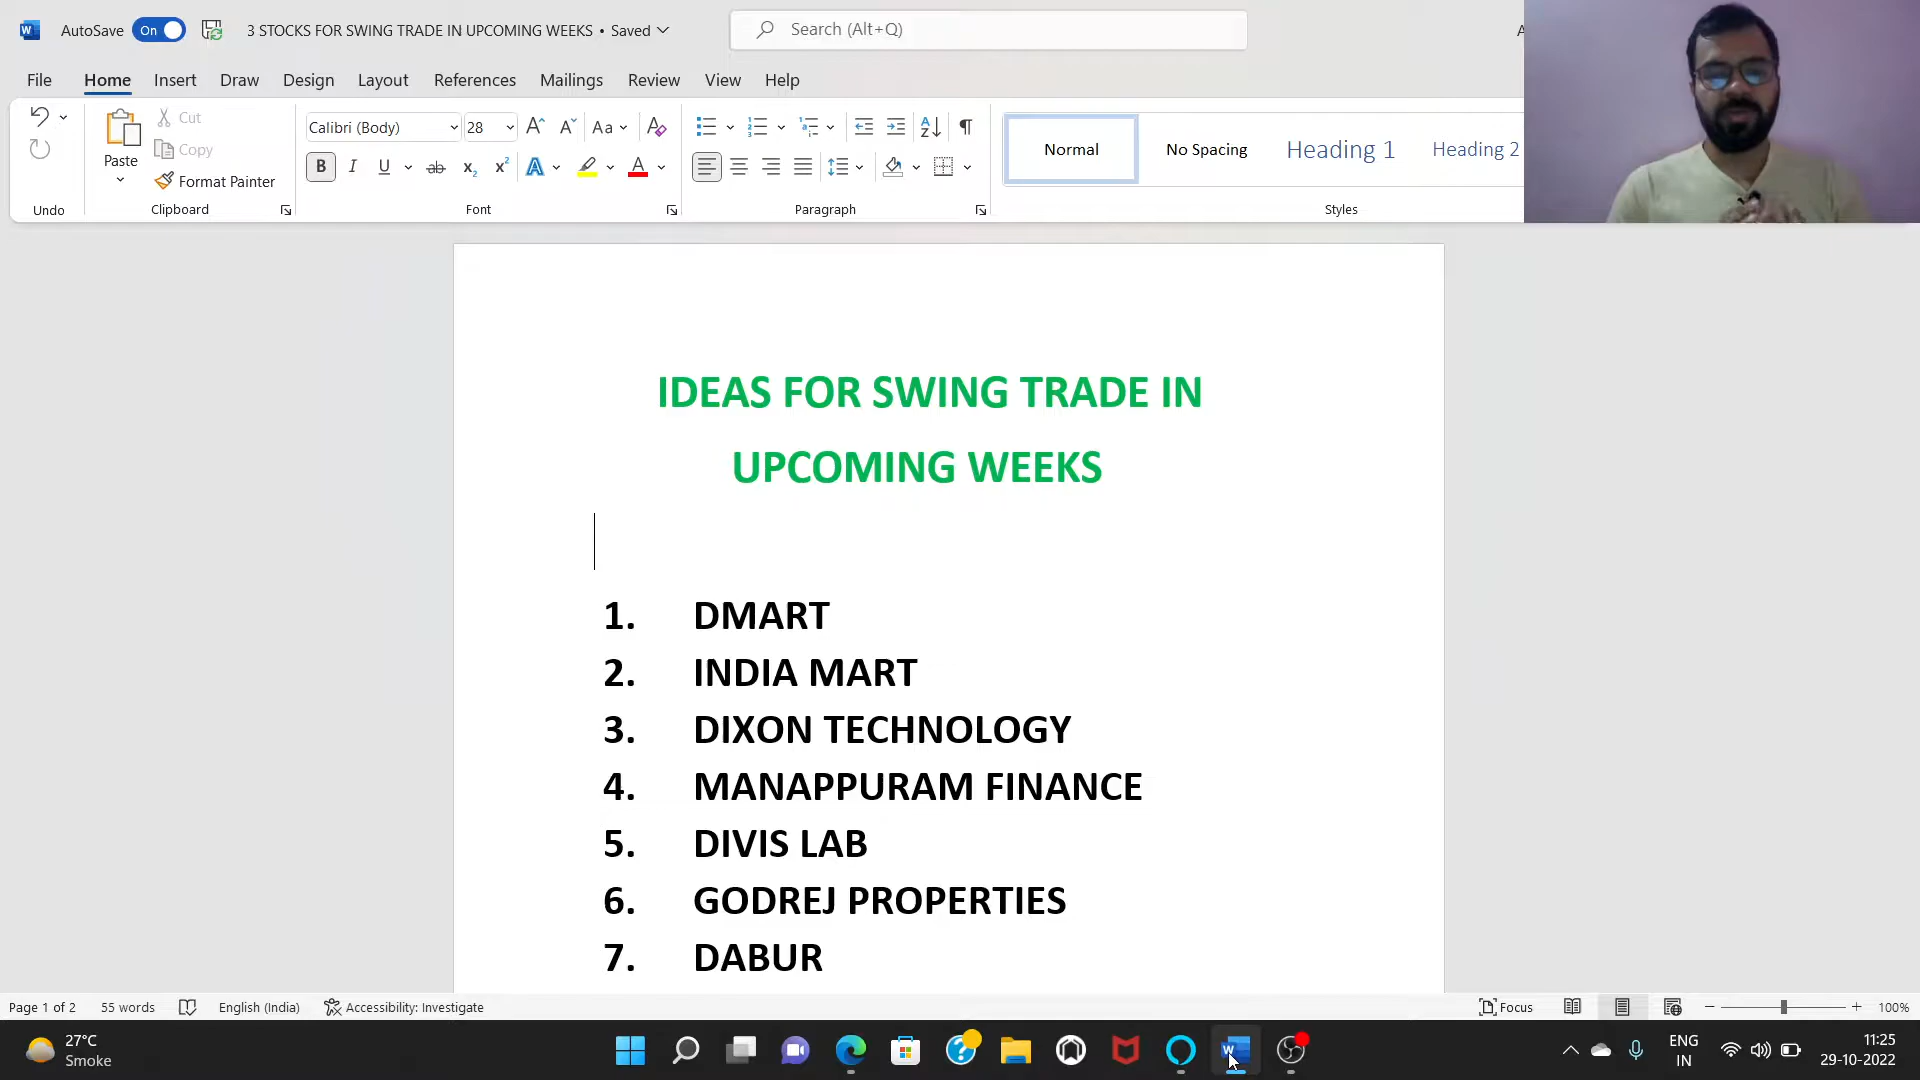 AutoSave On 3 STOCKS FOR SWING TRADE IN UPCOMING WEEKS • Saved Search (Alt+Q)
File Home Insert Draw Design Layout References Mailings Review View Help
Paste
Cut
Copy
Format Painter
Calibri (Body) 28
Normal No Spacing Heading 1 Heading 2
Undo Clipboard Font Paragraph Styles
IDEAS FOR SWING TRADE IN
UPCOMING WEEKS
1. DMART
2. INDIA MART
3. DIXON TECHNOLOGY
4. MANAPPURAM FINANCE
5. DIVIS LAB
6. GODREJ PROPERTIES
7. DABUR
Page 1 of 2 55 words English (India) Accessibility: Investigate Focus 100%
27°C
Smoke
ENG
IN
11:25
29-10-2022